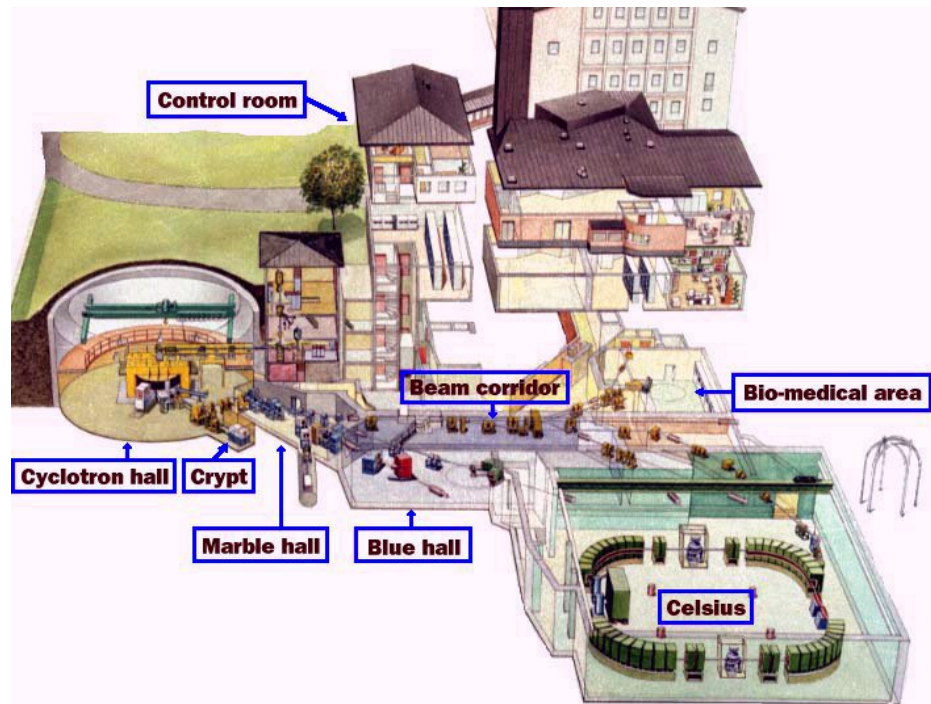 Control room
Beam corridor
Bio-medical area
Cyclotron hall
Crypt
Marble hall
Blue hall
Celsius